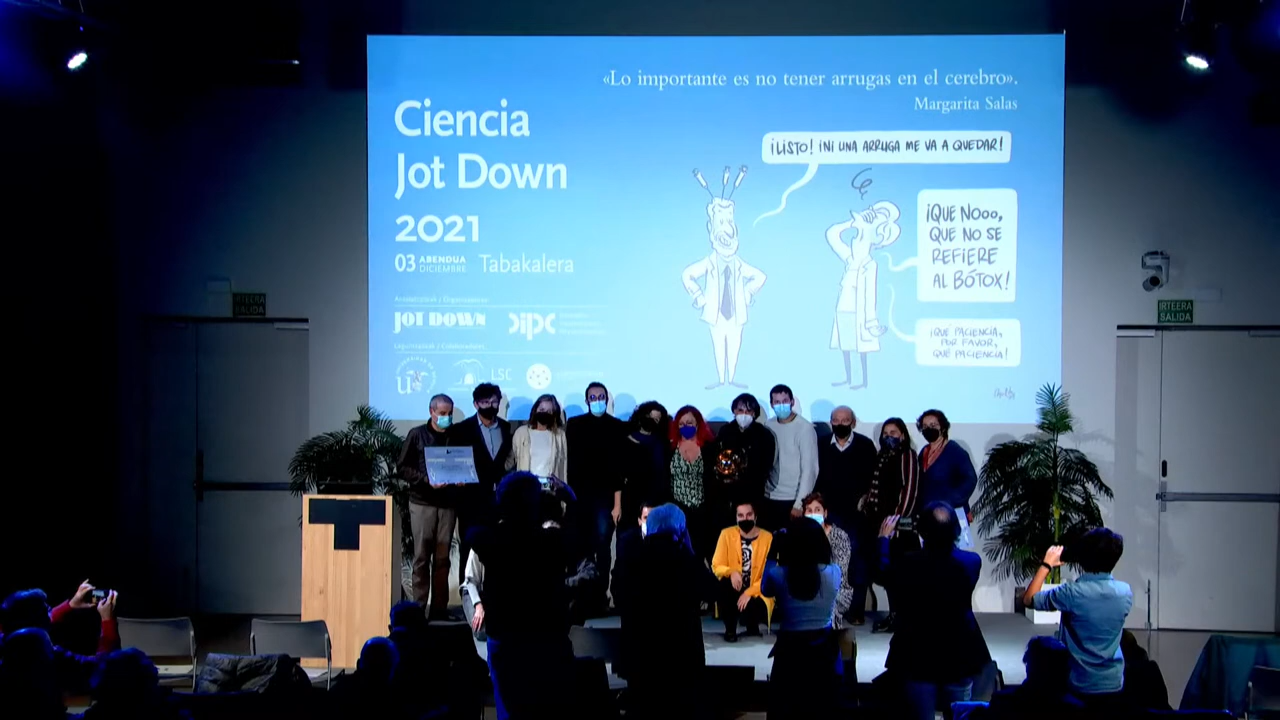 «Lo importante es no tener arrugas en el cerebro».
Margarita Salas
Ciencia
Jot Down
2021
03 ABENDUA
DICIEMBRE
Tabakalera
¡LISTO! ¡NI UNA ARRUGA ME VA A QUEDAR!
¡QUE NOOO,
QUE NO SE
REFIERE
AL BÓTOX!
¡QUÉ PACIENCIA,
POR FAVOR,
QUÉ PACIENCIA!
JOT DOWN
dipc
LSC
IRTEERA
SALIDA
IRTEERA
SALIDA